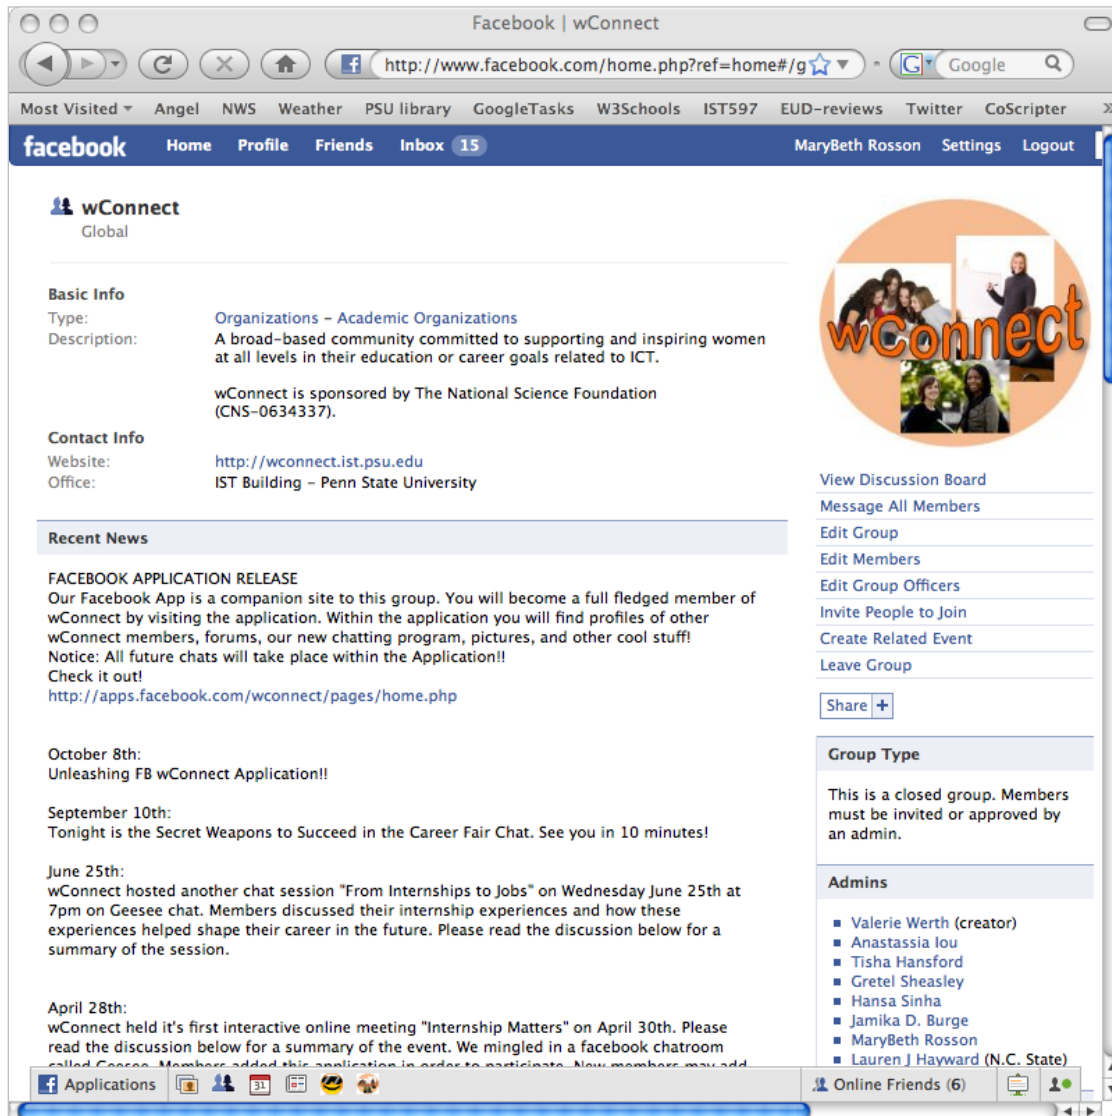 Facebook | wConnect
http://www.facebook.com/home.php?ref=home#/g
Google
Most Visited Angel NWS Weather PSU library GoogleTasks W3Schools IST597 EUD-reviews Twitter CoScripter »
facebook Home Profile Friends Inbox 15 MaryBeth Rosson Settings Logout
wConnect
Global
Basic Info
Type: Organizations - Academic Organizations
Description: A broad-based community committed to supporting and inspiring women
at all levels in their education or career goals related to ICT.
wConnect is sponsored by The National Science Foundation
(CNS-0634337).
Contact Info
Website: http://wconnect.ist.psu.edu
Office: IST Building - Penn State University
Recent News
FACEBOOK APPLICATION RELEASE
Our Facebook App is a companion site to this group. You will become a full fledged member of
wConnect by visiting the application. Within the application you will find profiles of other
wConnect members, forums, our new chatting program, pictures, and other cool stuff!
Notice: All future chats will take place within the Application!!
Check it out!
http://apps.facebook.com/wconnect/pages/home.php
October 8th:
Unleashing FB wConnect Application!!
September 10th:
Tonight is the Secret Weapons to Succeed in the Career Fair Chat. See you in 10 minutes!
June 25th:
wConnect hosted another chat session "From Internships to Jobs" on Wednesday June 25th at
7pm on Geesee chat. Members discussed their internship experiences and how these
experiences helped shape their career in the future. Please read the discussion below for a
summary of the session.
April 28th:
wConnect held it's first interactive online meeting "Internship Matters" on April 30th. Please
read the discussion below for a summary of the event. We mingled in a facebook chatroom
called Geesee. Members added this application in order to participate. New members may add
wConnect
View Discussion Board
Message All Members
Edit Group
Edit Members
Edit Group Officers
Invite People to Join
Create Related Event
Leave Group
Share +
Group Type
This is a closed group. Members
must be invited or approved by
an admin.
Admins
Valerie Werth (creator)
Anastassia Iou
Tisha Hansford
Gretel Sheasley
Hansa Sinha
Jamika D. Burge
MaryBeth Rosson
Lauren J Hayward (N.C. State)
Applications 31 Online Friends (6)